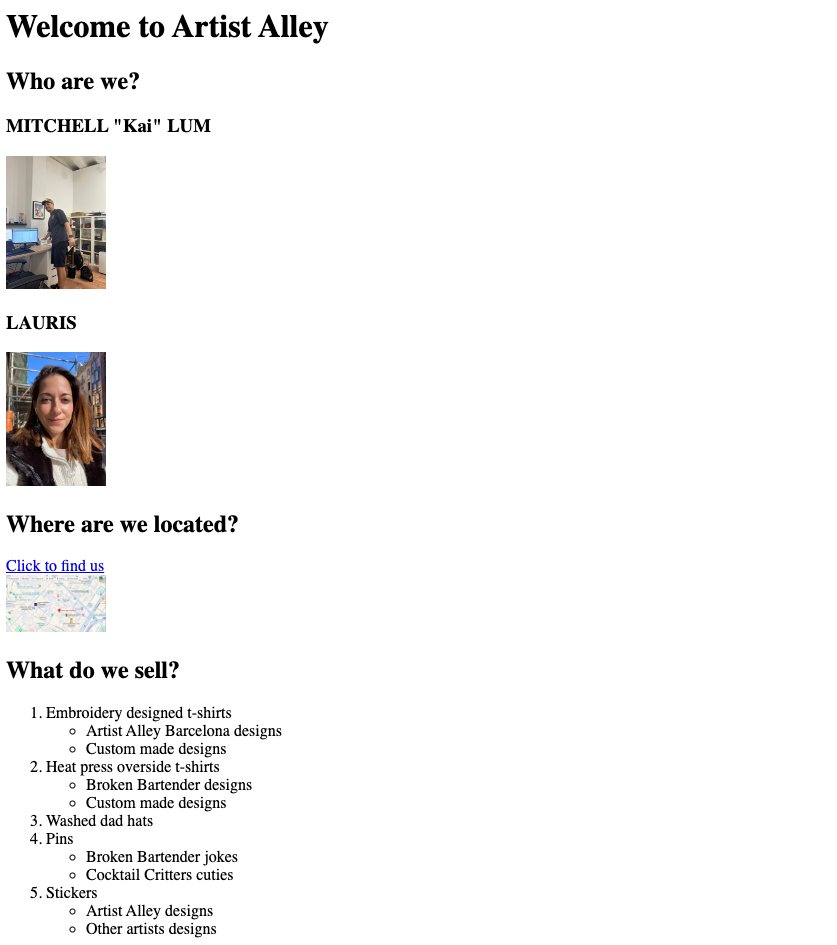 Welcome to Artist Alley
Who are we?
MITCHELL "Kai" LUM
LAURIS
Where are we located?
Click to find us
What do we sell?
1. Embroidery designed t-shirts
◦ Artist Alley Barcelona designs
◦ Custom made designs
2. Heat press overside t-shirts
◦ Broken Bartender designs
◦ Custom made designs
3. Washed dad hats
4. Pins
◦ Broken Bartender jokes
◦ Cocktail Critters cuties
5. Stickers
◦ Artist Alley designs
◦ Other artists designs